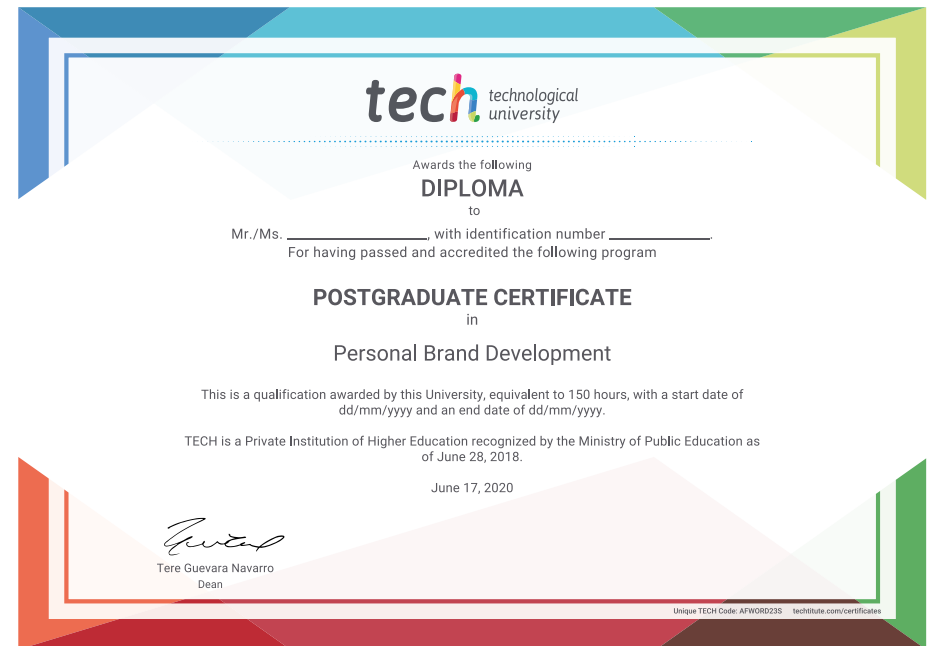 tech technological
university
Awards the following
DIPLOMA
to
Mr./Ms. ____________________, with identification number ______________.
For having passed and accredited the following program
POSTGRADUATE CERTIFICATE
in
Personal Brand Development
This is a qualification awarded by this University, equivalent to 150 hours, with a start date of
dd/mm/yyyy and an end date of dd/mm/yyyy.
TECH is a Private Institution of Higher Education recognized by the Ministry of Public Education as
of June 28, 2018.
June 17, 2020
Tere Guevara Navarro
Dean
Unique TECH Code: AFWORD23S techtitute.com/certificates